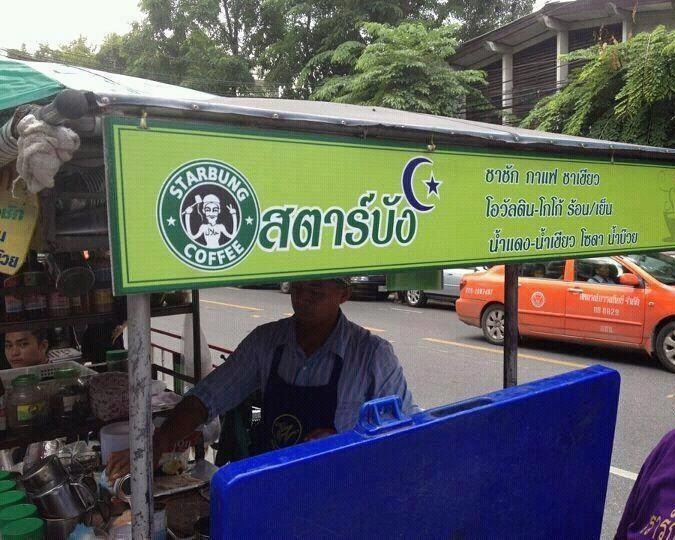 STARBUNG
COFFEE
สตาร์บัง
ชาชัก กาแฟ ชาเขียว
โอวัลติน-โกโก้ ร้อน/เย็น
น้ำแดง-น้ำเขียว โซดา น้ำบ๊วย